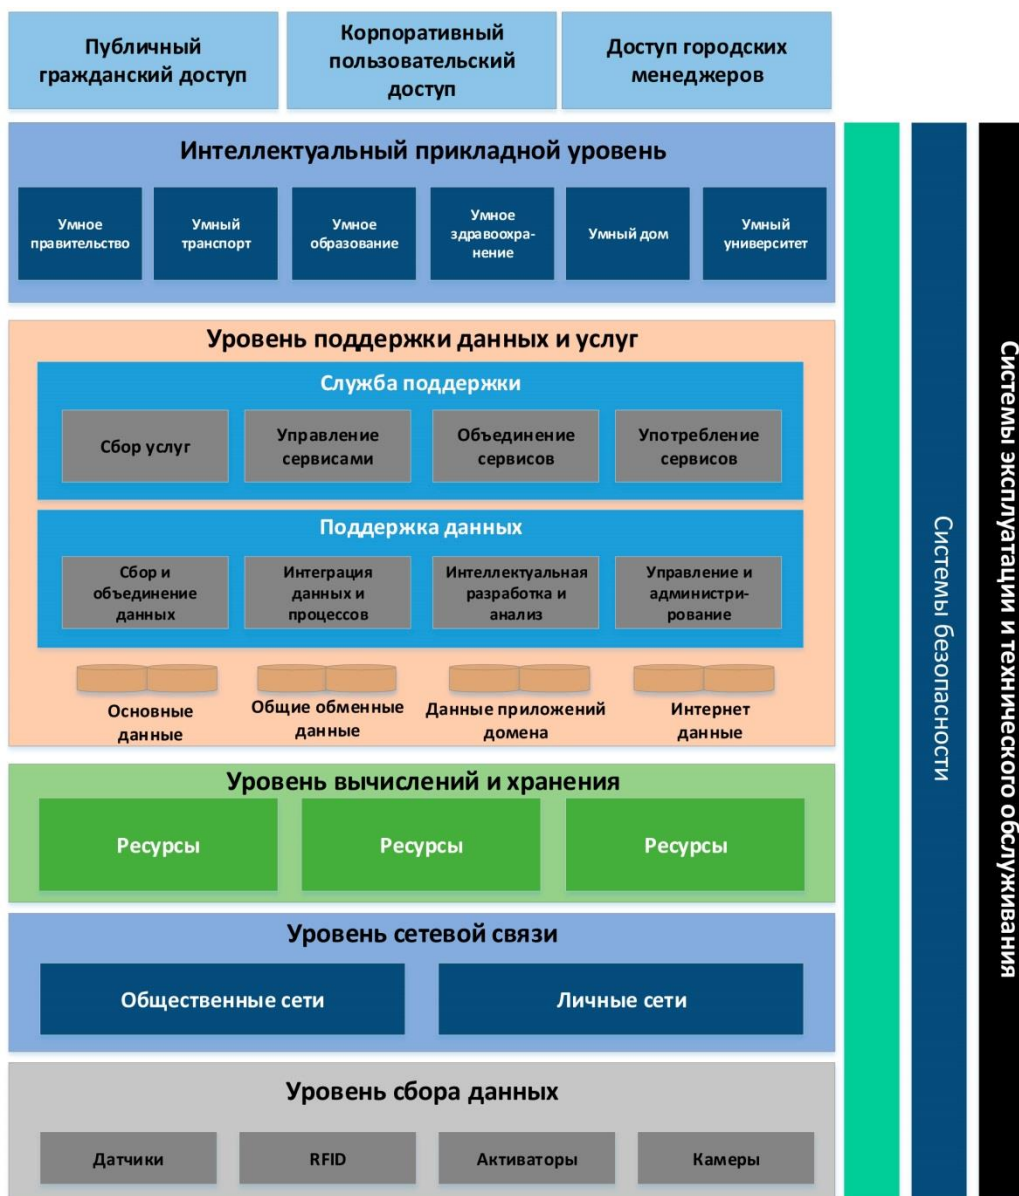 Публичный
гражданский доступ
Корпоративный
пользовательский
доступ
Доступ городских
менеджеров
Интеллектуальный прикладной уровень
Умное
правительство
Умный
транспорт
Умное
образование
Умное
здравоохра-
нение
Умный дом
Умный
университет
Уровень поддержки данных и услуг
Служба поддержки
Сбор услуг
Управление
сервисами
Объединение
сервисов
Употребление
сервисов
Поддержка данных
Сбор и
объединение
данных
Интеграция
данных и
процессов
Интеллектуальная
разработка и
анализ
Управление и
администри-
рование
Основные
данные
Общие обменные
данные
Данные приложений
домена
Интернет
данные
Уровень вычислений и хранения
Ресурсы
Ресурсы
Ресурсы
Уровень сетевой связи
Общественные сети
Личные сети
Уровень сбора данных
Датчики
RFID
Активаторы
Камеры
Системы безопасности
Системы эксплуатации и технического обслуживания